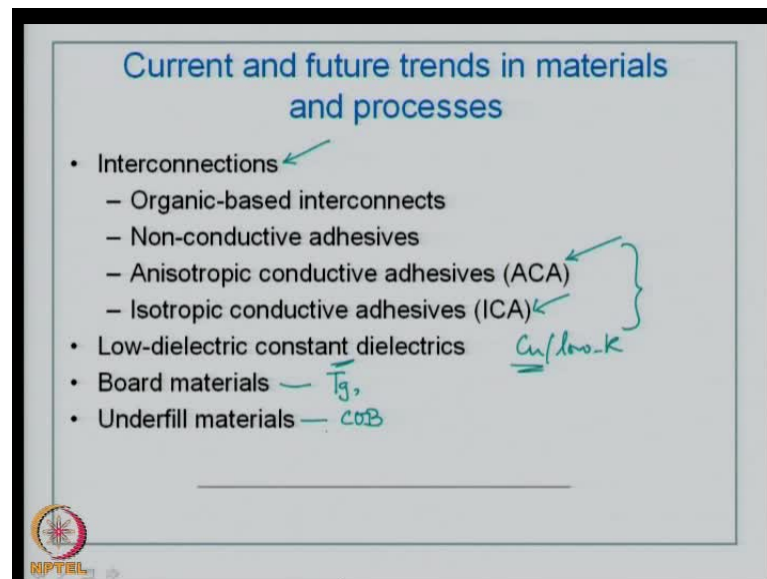 Current and future trends in materials
and processes
• Interconnections
– Organic-based interconnects
– Non-conductive adhesives
– Anisotropic conductive adhesives (ACA)
– Isotropic conductive adhesives (ICA)
• Low-dielectric constant dielectrics Cu/low-K
• Board materials — Tg,
• Underfill materials — COB
NPTEL